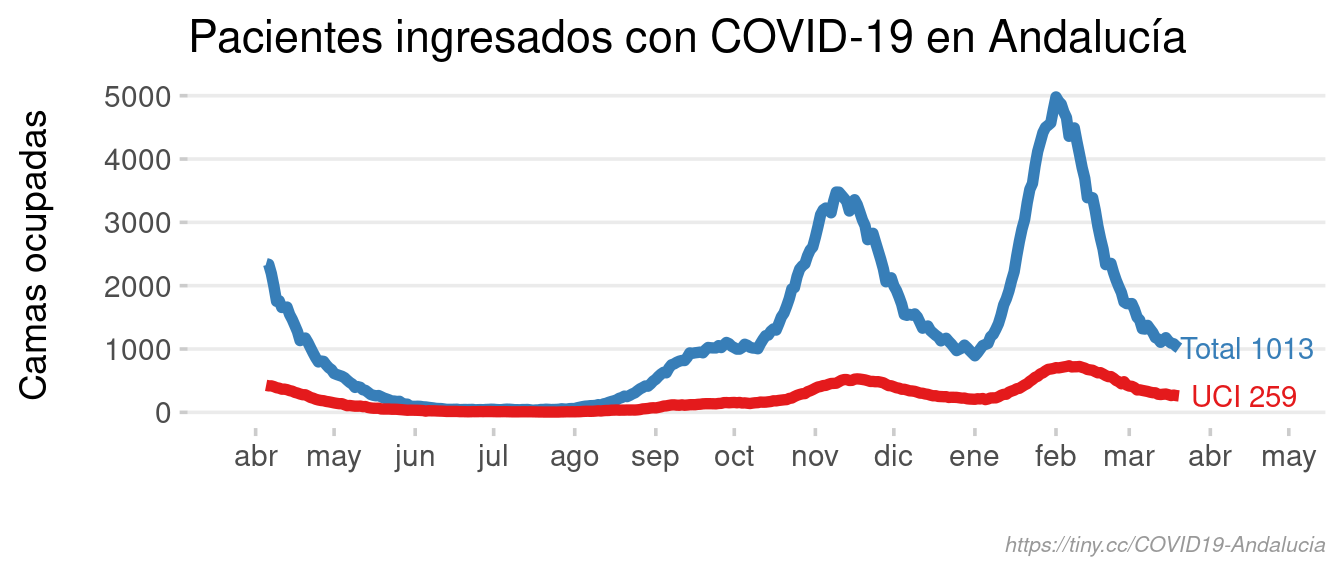 Pacientes ingresados con COVID-19 en Andalucía
Camas ocupadas
5000
4000
3000
2000
1000
0
Total 1013
UCI 259
abr may jun jul ago sep oct nov dic ene feb mar abr may
https://tiny.cc/COVID19-Andalucia